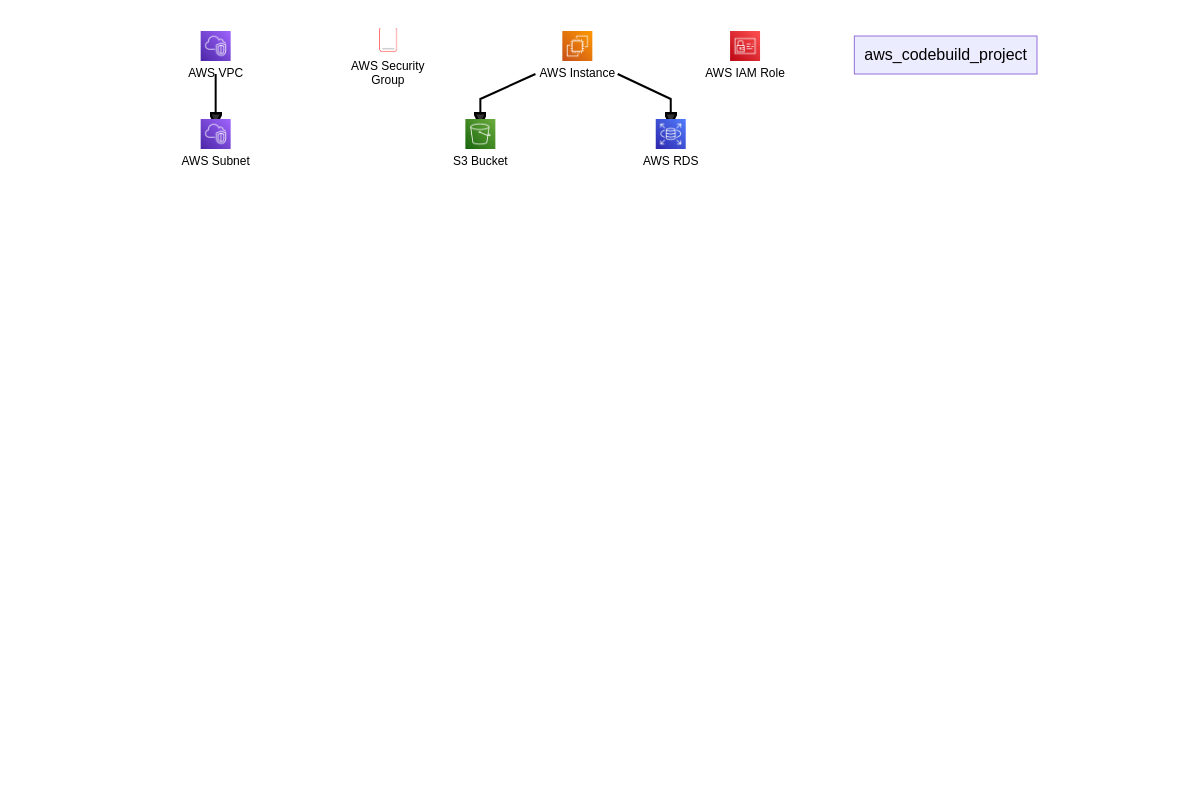 AWS VPC
AWS Security
Group
AWS Instance
AWS IAM Role
aws_codebuild_project
AWS Subnet
S3 Bucket
AWS RDS